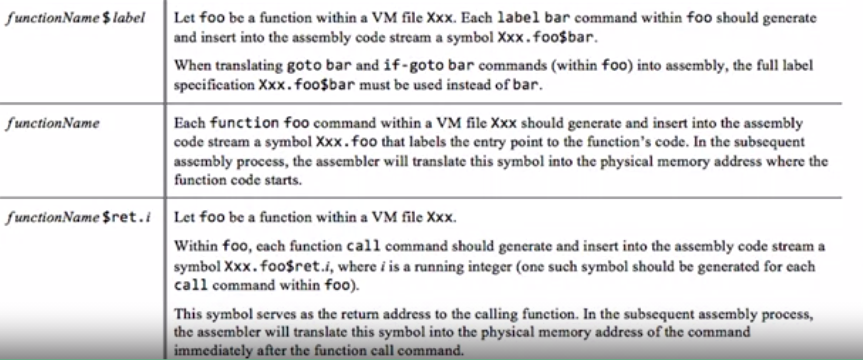 functionName$label
Let foo be a function within a VM file Xxx. Each label bar command within foo should generate
and insert into the assembly code stream a symbol Xxx.foo$bar.
When translating goto bar and if-goto bar commands (within foo) into assembly, the full label
specification Xxx.foo$bar must be used instead of bar.
functionName
Each function foo command within a VM file Xxx should generate and insert into the assembly
code stream a symbol Xxx.foo that labels the entry point to the function's code. In the subsequent
assembly process, the assembler will translate this symbol into the physical memory address where the
function code starts.
functionName$ret.i
Let foo be a function within a VM file Xxx.
Within foo, each function call command should generate and insert into the assembly code stream a
symbol Xxx.foo$ret.i, where i is a running integer (one such symbol should be generated for each
call command within foo).
This symbol serves as the return address to the calling function. In the subsequent assembly process,
the assembler will translate this symbol into the physical memory address of the command
immediately after the function call command.